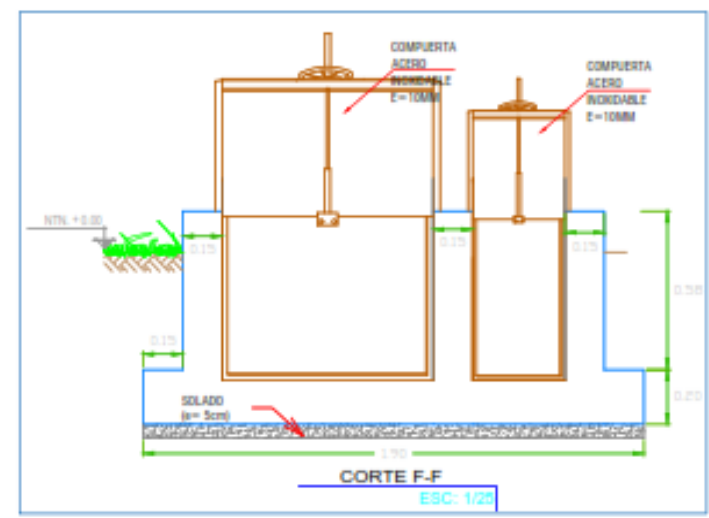 COMPUERTA
ACERO
INOXIDABLE
E=10MM
COMPUERTA
ACERO
INOXIDABLE
E=10MM
NTN: +0.00
0.15
0.15
0.15
0.15
0.58
0.20
SOLADO
(e= 5cm)
1.90
CORTE F-F
ESC: 1/25